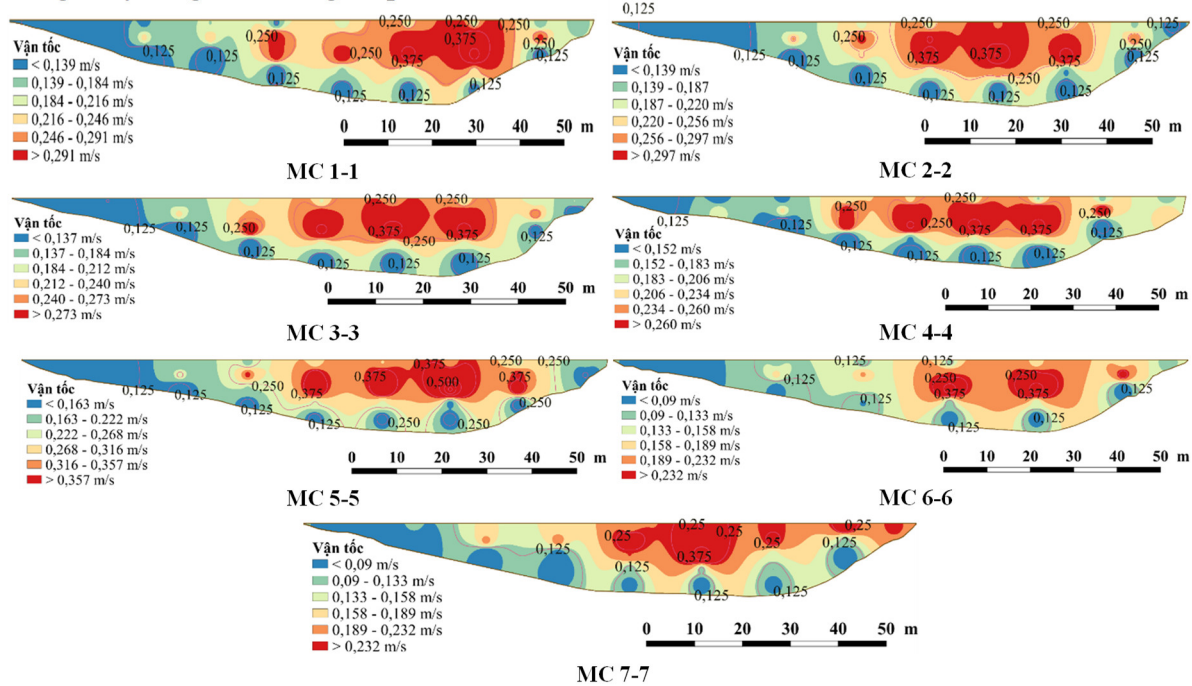 0,125
0,250 0,250
0,125 0,125 0,250 0,250 0,375 0,250 0,125
0,125 0,125 0,125 0,125
Vận tốc
< 0,139 m/s
0,139 - 0,184 m/s
0,184 - 0,216 m/s
0,216 - 0,246 m/s
0,246 - 0,291 m/s
> 0,291 m/s
0 10 20 30 40 50 m
MC 1-1
0,250 0,250 0,125
0,125 0,250 0,375 0,375 0,125
0,125 0,125 0,125 0,250 0,125
Vận tốc
< 0,139 m/s
0,139 - 0,187
0,187 - 0,220 m/s
0,220 - 0,256 m/s
0,256 - 0,297 m/s
> 0,297 m/s
0 10 20 30 40 50 m
MC 2-2
0,250 0,250
0,125 0,125 0,250 0,375 0,250 0,375 0,125
0,125 0,125 0,125 0,125
Vận tốc
< 0,137 m/s
0,137 - 0,184 m/s
0,184 - 0,212 m/s
0,212 - 0,240 m/s
0,240 - 0,273 m/s
> 0,273 m/s
0 10 20 30 40 50 m
MC 3-3
0,250
0,125 0,125 0,250 0,250 0,375 0,375 0,250
0,125 0,125 0,125 0,125 0,125
Vận tốc
< 0,152 m/s
0,152 - 0,183 m/s
0,183 - 0,206 m/s
0,206 - 0,234 m/s
0,234 - 0,260 m/s
> 0,260 m/s
0 10 20 30 40 50 m
MC 4-4
0,375 0,250 0,250
0,125 0,125 0,250 0,375 0,375 0,500 0,375
0,125 0,125 0,250 0,250 0,250
Vận tốc
< 0,163 m/s
0,163 - 0,222 m/s
0,222 - 0,268 m/s
0,268 - 0,316 m/s
0,316 - 0,357 m/s
> 0,357 m/s
0 10 20 30 40 50 m
MC 5-5
0,125 0,125
0,125 0,250 0,375 0,250 0,375 0,125
0,125 0,125 0,125
Vận tốc
< 0,09 m/s
0,09 - 0,133 m/s
0,133 - 0,158 m/s
0,158 - 0,189 m/s
0,189 - 0,232 m/s
> 0,232 m/s
0 10 20 30 40 50 m
MC 6-6
0,25 0,25
0,125 0,25 0,375 0,25 0,125
0,125 0,125 0,125
Vận tốc
< 0,09 m/s
0,09 - 0,133 m/s
0,133 - 0,158 m/s
0,158 - 0,189 m/s
0,189 - 0,232 m/s
> 0,232 m/s
0 10 20 30 40 50 m
MC 7-7